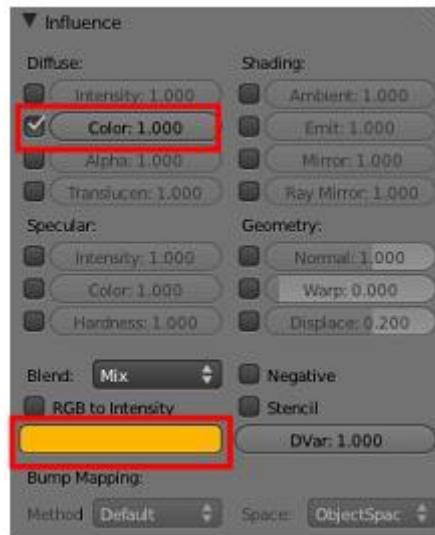 Influence
Diffuse: Shading:
Intensity: 1.000 Ambient: 1.000
Color: 1.000 Emit: 1.000
Alpha: 1.000 Mirror: 1.000
Translucen: 1.000 Ray Mirror: 1.000
Specular: Geometry:
Intensity: 1.000 Normal: 1.000
Color: 1.000 Warp: 0.000
Hardness: 1.000 Displace: 0.200
Blend: Mix Negative
RGB to Intensity Stencil
DVar: 1.000
Bump Mapping:
Method Default Space: ObjectSpac